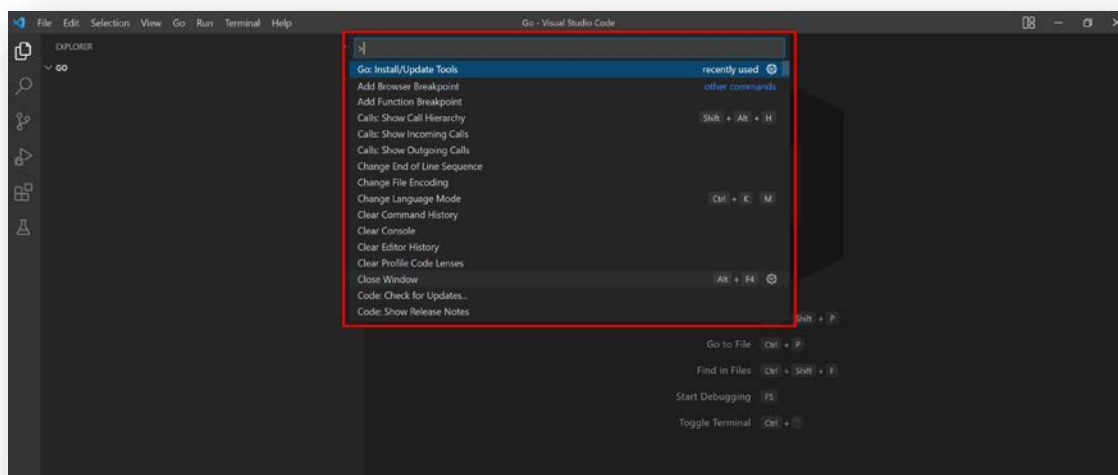 File Edit Selection View Go Run Terminal Help Go - Visual Studio Code
EXPLORER
GO
>
Go: Install/Update Tools recently used
Add Browser Breakpoint other commands
Add Function Breakpoint
Calls: Show Call Hierarchy Shift + Alt + H
Calls: Show Incoming Calls
Calls: Show Outgoing Calls
Change End of Line Sequence
Change File Encoding
Change Language Mode Ctrl + K M
Clear Command History
Clear Console
Clear Editor History
Clear Profile Code Lenses
Close Window Alt + F4
Code: Check for Updates...
Code: Show Release Notes
Shift + P
Go to File Ctrl + P
Find in Files Ctrl + Shift + F
Start Debugging F5
Toggle Terminal Ctrl +